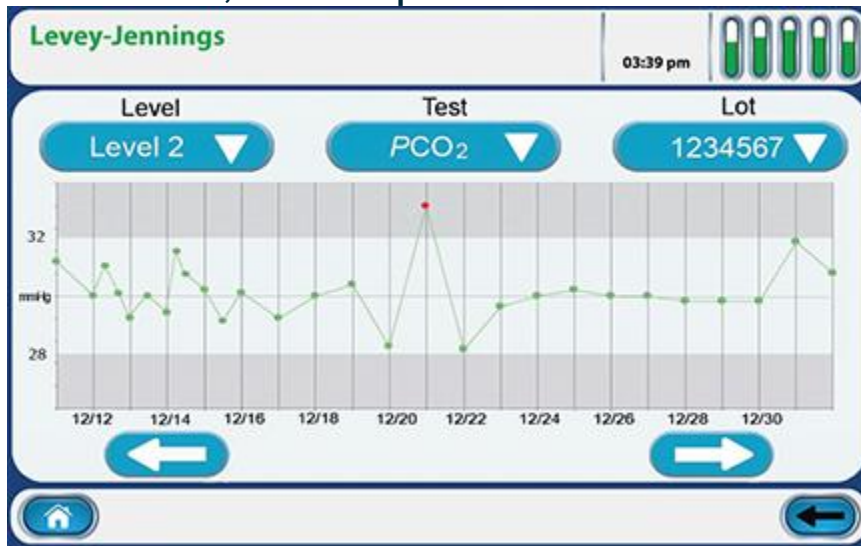 Levey-Jennings
03:39 pm
Level Test Lot
Level 2 PCO2 1234567
32
mmHg
28
12/12 12/14 12/16 12/18 12/20 12/22 12/24 12/26 12/28 12/30